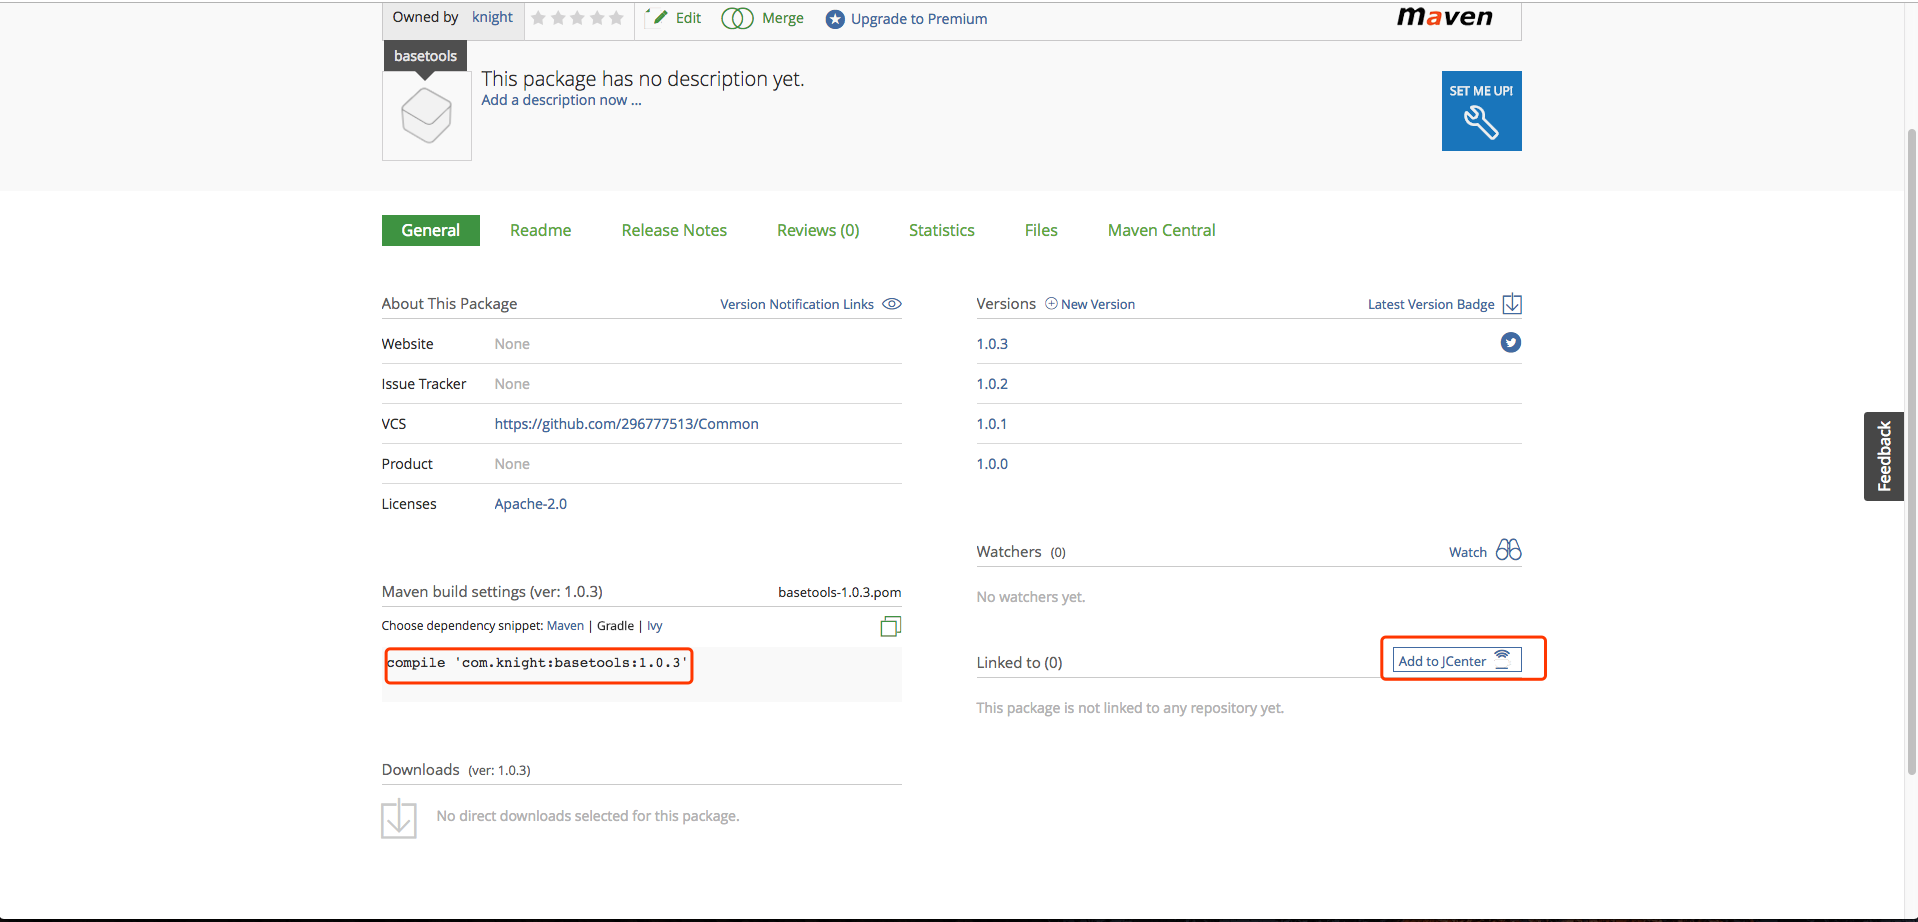 Owned by knight Edit Merge Upgrade to Premium maven
basetools
This package has no description yet.
Add a description now ...
SET ME UP!
General Readme Release Notes Reviews (0) Statistics Files Maven Central
About This Package Version Notification Links
Website None
Issue Tracker None
VCS https://github.com/296777513/Common
Product None
Licenses Apache-2.0
Maven build settings (ver: 1.0.3) basetools-1.0.3.pom
Choose dependency snippet: Maven | Gradle | Ivy
compile 'com.knight:basetools:1.0.3'
Downloads (ver: 1.0.3)
No direct downloads selected for this package.
Versions New Version Latest Version Badge
1.0.3
1.0.2
1.0.1
1.0.0
Watchers (0) Watch
No watchers yet.
Linked to (0) Add to JCenter
This package is not linked to any repository yet.
Feedback